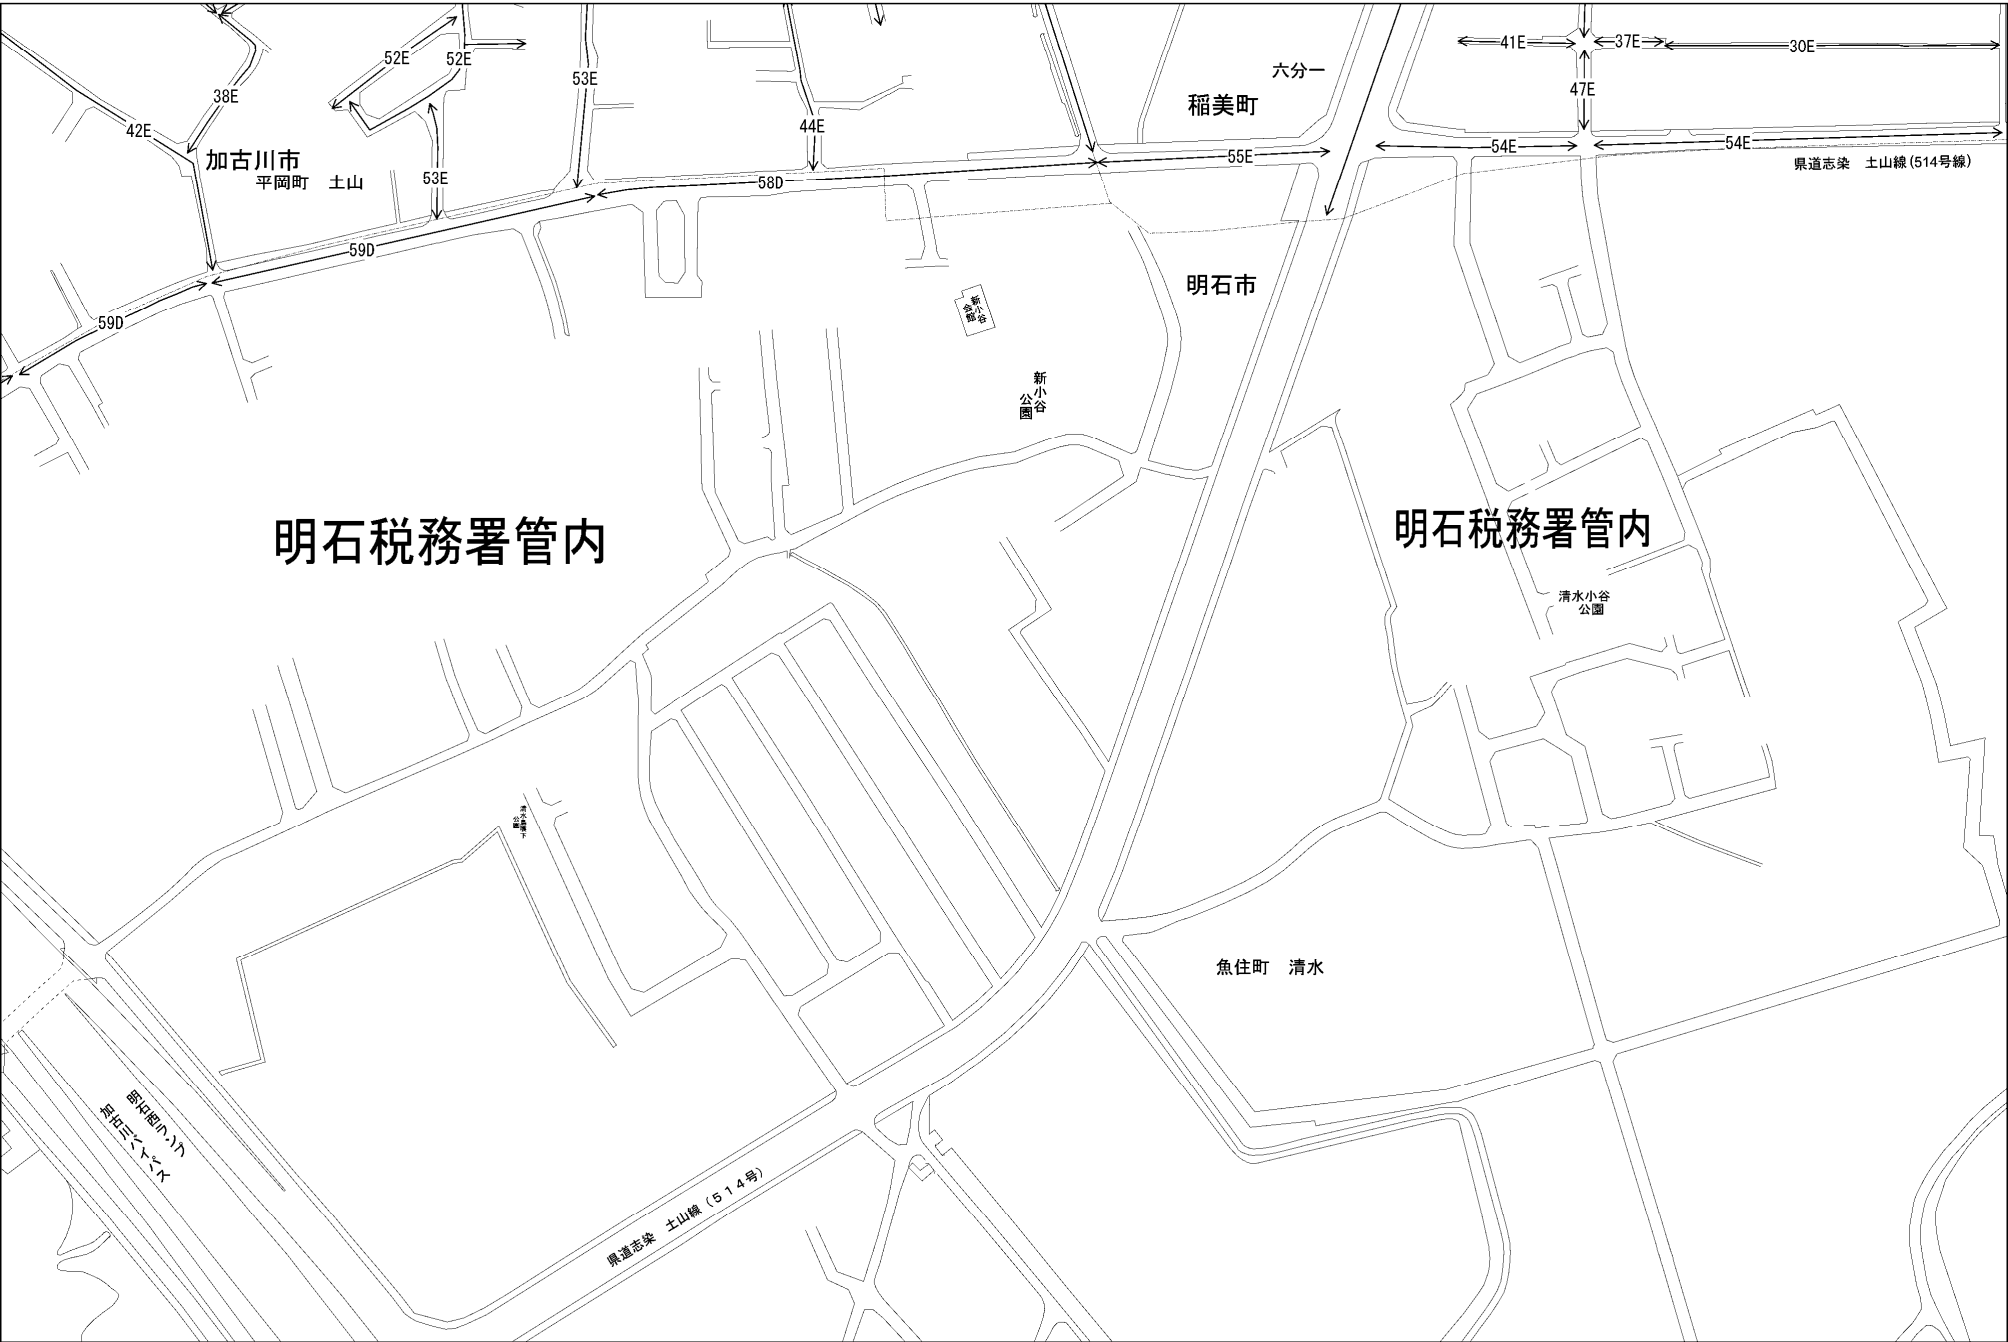 41E
37E
30E
52E
52E
53E
六分一
38E
47E
稲美町
42E
44E
加古川市
平岡町 土山
53E
58D
55E
54E
54E
県道志染 土山線(514号線)
59D
明石市
新小谷
会館
59D
新小谷
公園
明石税務署管内
明石税務署管内
清水小谷
公園
公園
魚住町 清水
明石西ランプ
加古川バイパス
県道志染 土山線(514号)